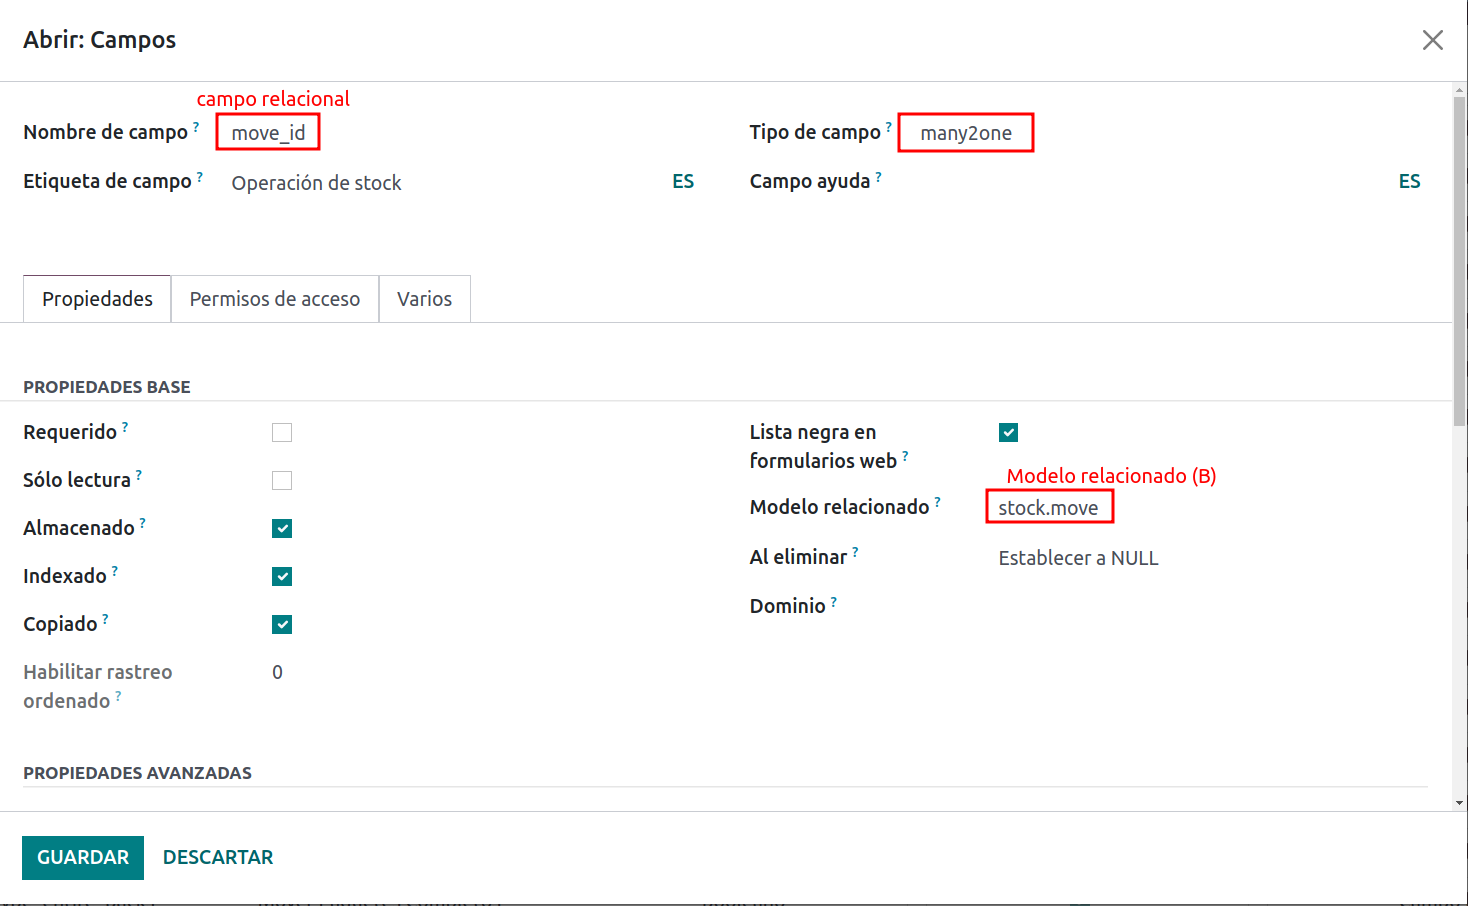 Abrir: Campos
campo relacional
Nombre de campo ? move_id
Tipo de campo ? many2one
Etiqueta de campo ? Operación de stock ES
Campo ayuda ? ES
Propiedades Permisos de acceso Varios
PROPIEDADES BASE
Requerido ?
Sólo lectura ?
Almacenado ?
Indexado ?
Copiado ?
Habilitar rastreo 0
ordenado ?
Lista negra en
formularios web ?
Modelo relacionado (B)
Modelo relacionado ? stock.move
Al eliminar ? Establecer a NULL
Dominio ?
PROPIEDADES AVANZADAS
GUARDAR DESCARTAR